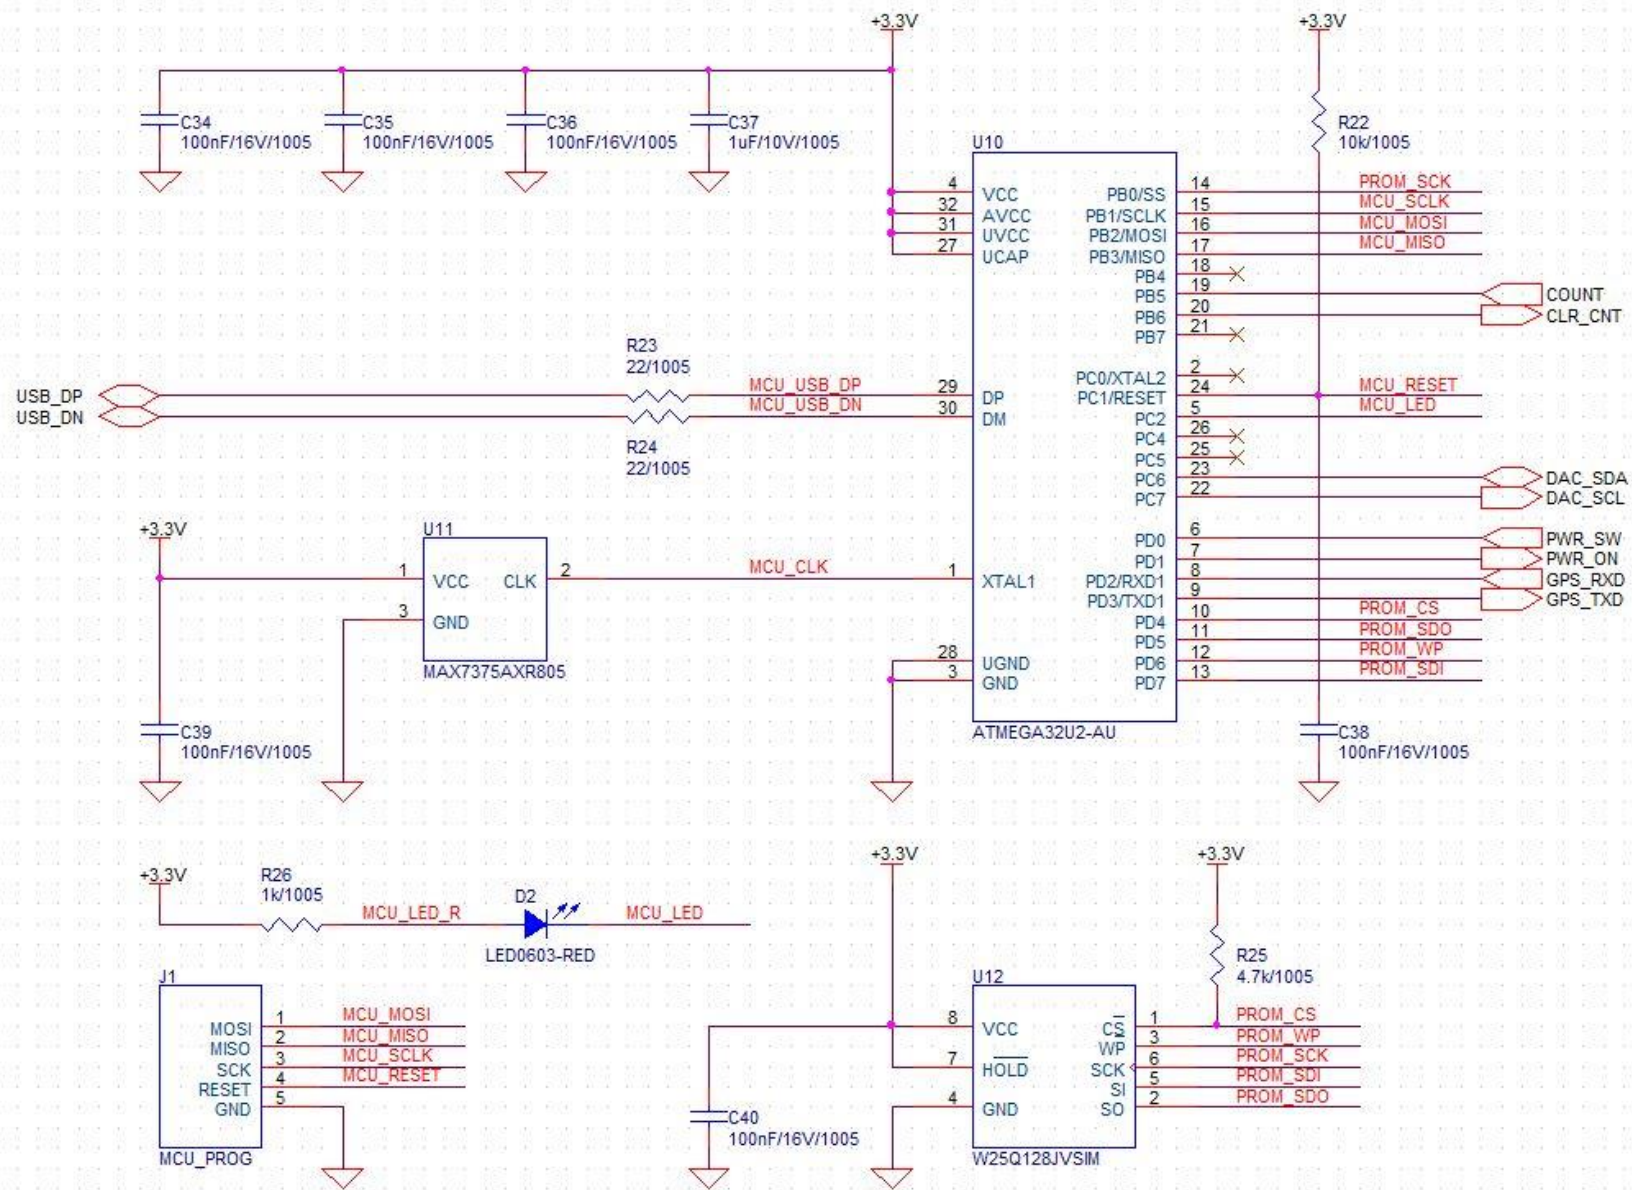 +3.3V
+3.3V
C34
100nF/16V/1005
C35
100nF/16V/1005
C36
100nF/16V/1005
C37
1uF/10V/1005
R22
10k/1005
U10
4 VCC
32 AVCC
31 UVCC
27 UCAP
29 DP
30 DM
1 XTAL1
28 UGND
3 GND
PB0/SS 14 PROM_SCK
PB1/SCLK 15 MCU_SCLK
PB2/MOSI 16 MCU_MOSI
PB3/MISO 17 MCU_MISO
PB4 18
PB5 19 COUNT
PB6 20 CLR_CNT
PB7 21
PC0/XTAL2 2
PC1/RESET 24 MCU_RESET
PC2 5 MCU_LED
PC4 26
PC5 25
PC6 23 DAC_SDA
PC7 22 DAC_SCL
PD0 6 PWR_SW
PD1 7 PWR_ON
PD2/RXD1 8 GPS_RXD
PD3/TXD1 9 GPS_TXD
PD4 10 PROM_CS
PD5 11 PROM_SDO
PD6 12 PROM_WP
PD7 13 PROM_SDI
ATMEGA32U2-AU
R23
22/1005
USB_DP
MCU_USB_DP
USB_DN
MCU_USB_DN
R24
22/1005
+3.3V
U11
1 VCC
CLK 2
MCU_CLK
3 GND
MAX7375AXR805
C39
100nF/16V/1005
C38
100nF/16V/1005
+3.3V
R26
1k/1005
MCU_LED_R
D2
MCU_LED
LED0603-RED
J1
MOSI 1 MCU_MOSI
MISO 2 MCU_MISO
SCK 3 MCU_SCLK
RESET 4 MCU_RESET
GND 5
MCU_PROG
+3.3V
+3.3V
R25
4.7k/1005
U12
8 VCC
7 HOLD
4 GND
CS 1 PROM_CS
WP 3 PROM_WP
SCK 6 PROM_SCK
SI 5 PROM_SDI
SO 2 PROM_SDO
C40
100nF/16V/1005
W25Q128JVSIM